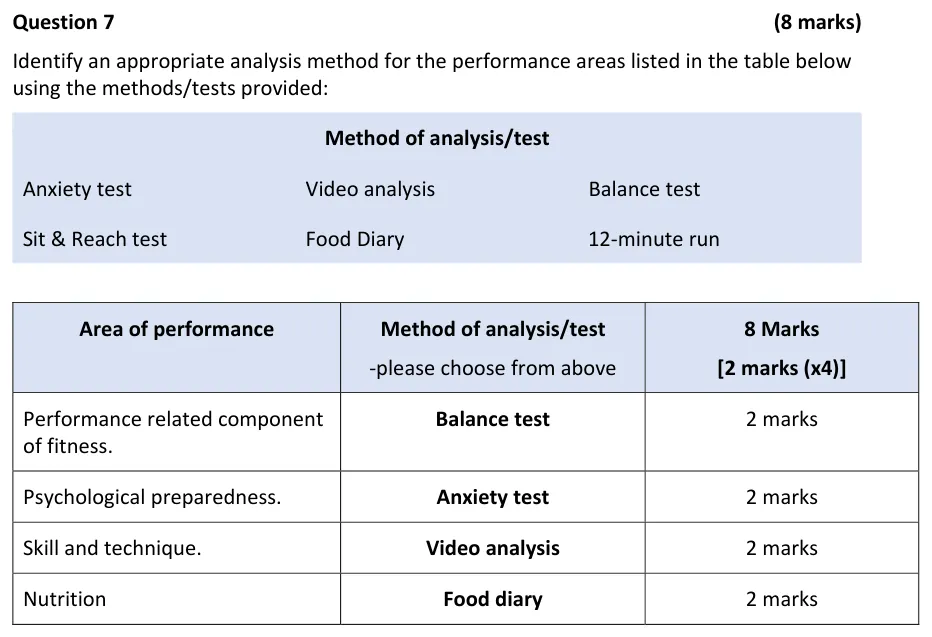 Question 7 (8 marks)
Identify an appropriate analysis method for the performance areas listed in the table below
using the methods/tests provided:
Method of analysis/test
Anxiety test Video analysis Balance test
Sit & Reach test Food Diary 12-minute run
Area of performance Method of analysis/test 8 Marks
-please choose from above [2 marks (x4)]
Performance related component Balance test 2 marks
of fitness.
Psychological preparedness. Anxiety test 2 marks
Skill and technique. Video analysis 2 marks
Nutrition Food diary 2 marks